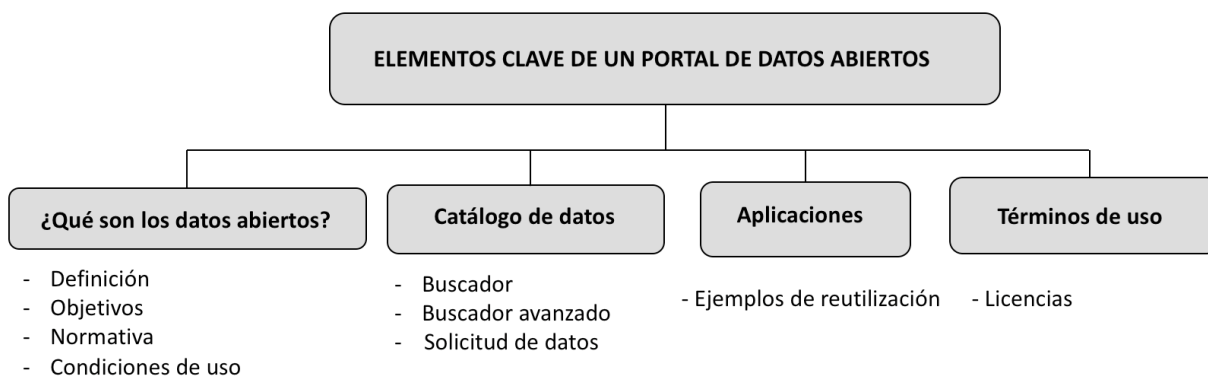 ELEMENTOS CLAVE DE UN PORTAL DE DATOS ABIERTOS
¿Qué son los datos abiertos?
- Definición
- Objetivos
- Normativa
- Condiciones de uso
Catálogo de datos
- Buscador
- Buscador avanzado
- Solicitud de datos
Aplicaciones
- Ejemplos de reutilización
Términos de uso
- Licencias